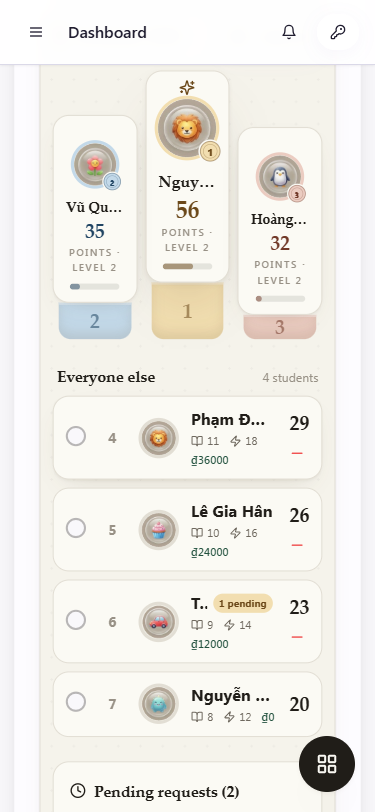 Dashboard
1
Nguy...
56
POINTS ·
LEVEL 2
1
2
Vũ Qu...
35
POINTS ·
LEVEL 2
2
3
Hoàng...
32
POINTS ·
LEVEL 2
3
Everyone else
4 students
4
Phạm Đ...
29
11
18
₫36000
—
5
Lê Gia Hân
26
10
16
₫24000
—
6
T..
1 pending
23
9
14
₫12000
—
7
Nguyễn ...
20
8
12
₫0
Pending requests (2)